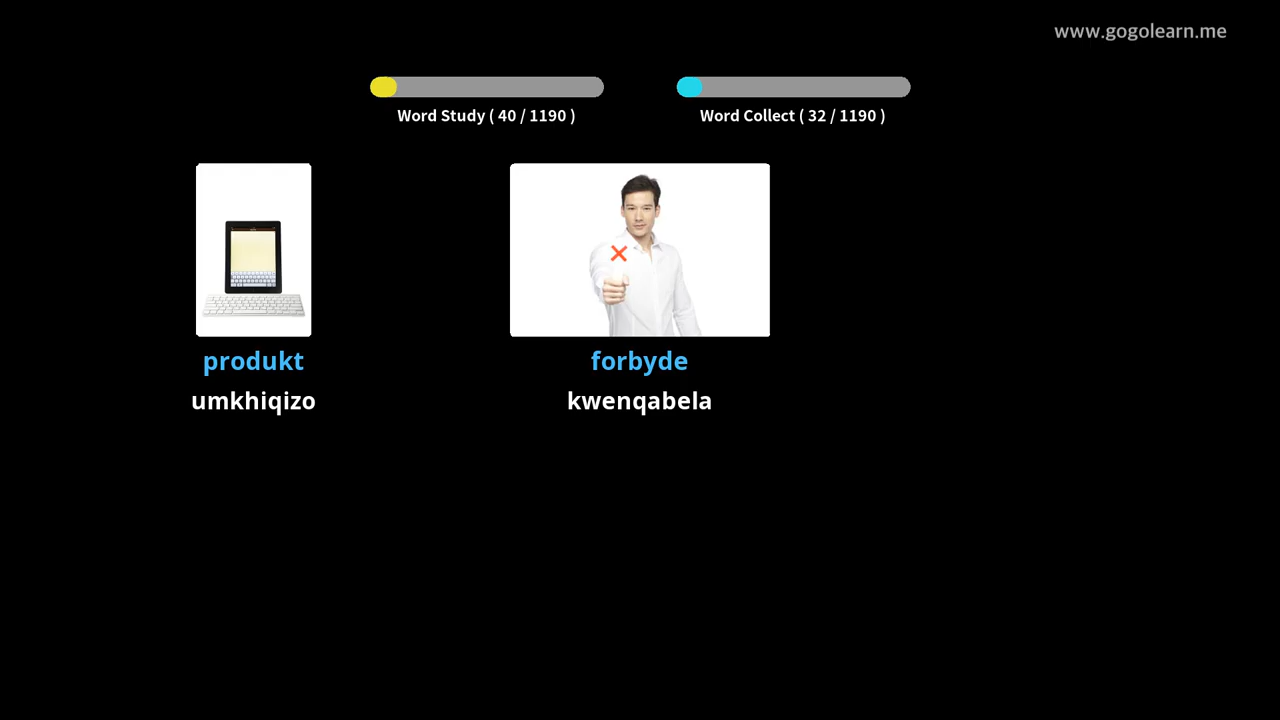 www.gogolearn.me
Word Study ( 40 / 1190 )
Word Collect ( 32 / 1190 )
produkt
umkhiqizo
forbyde
kwenqabela